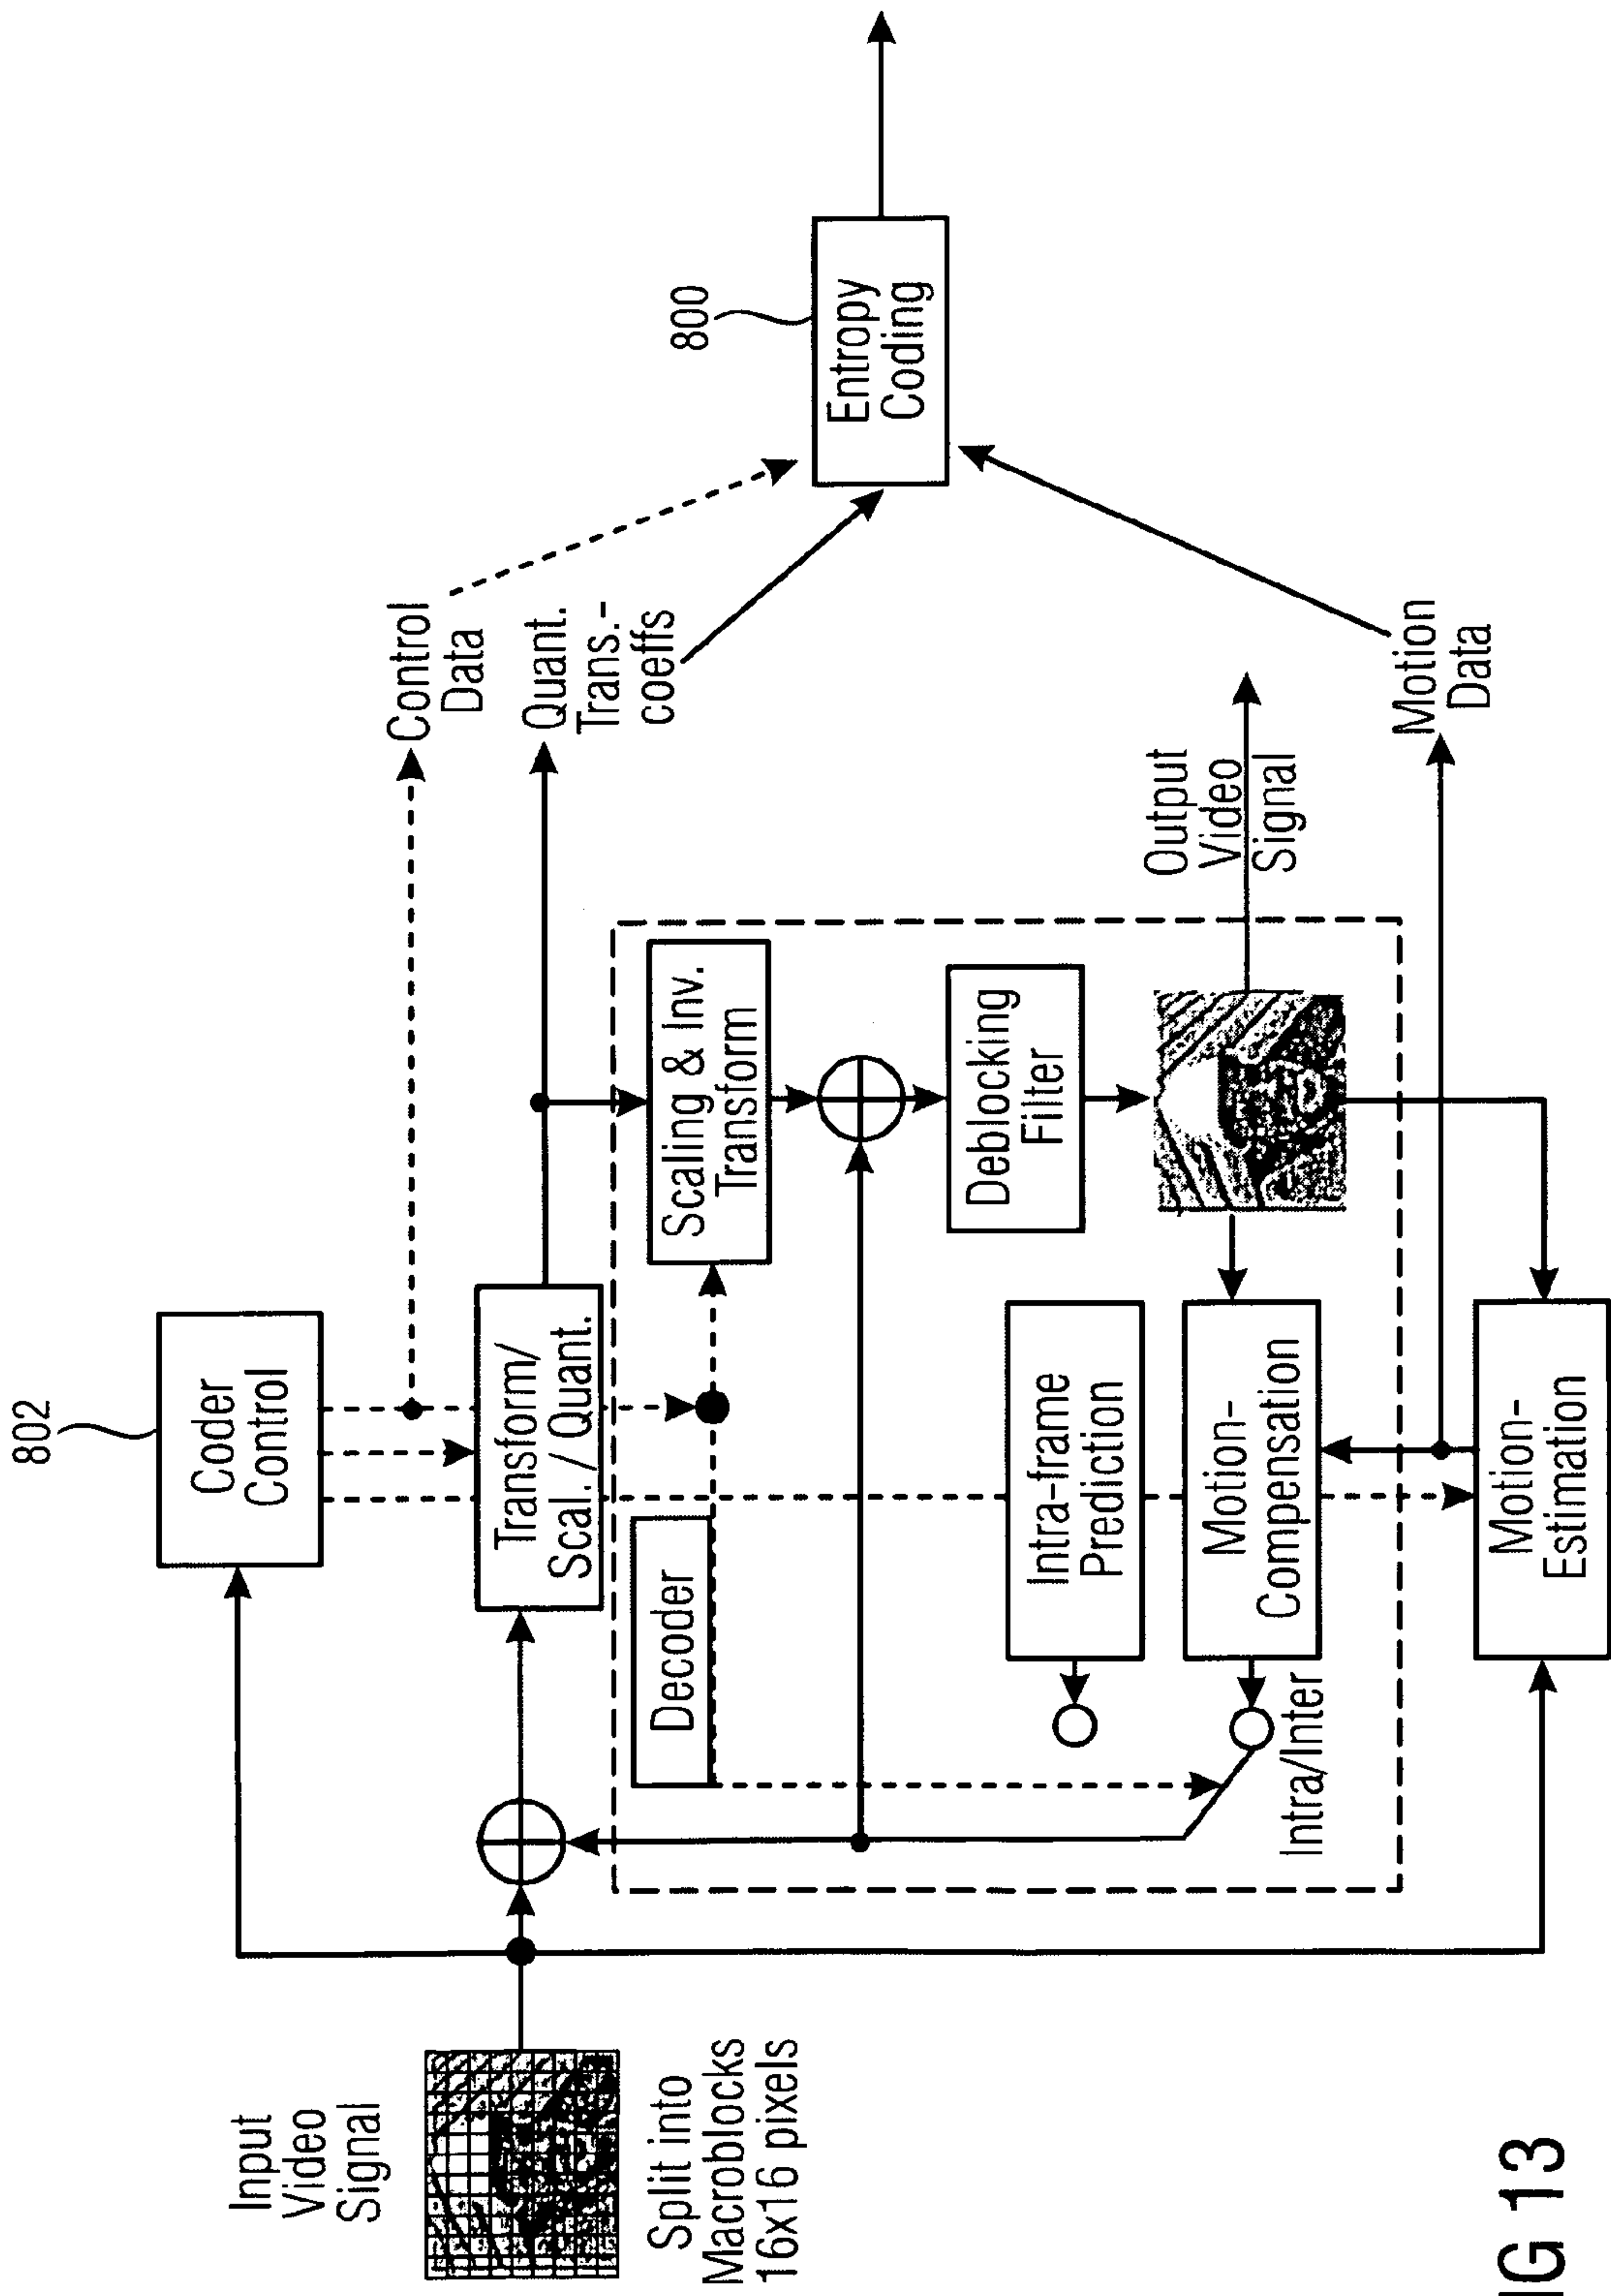 802
Coder
Control
Control
Data
Quant.
Trans.-
coeffs
800
Entropy
Coding
Input
Video
Signal
Split into
Macroblocks
16x16 pixels
Transform/
Scal. / Quant.
Decoder
Scaling & Inv.
Transform
Deblocking
Filter
Output
Video
Signal
Intra-frame
Prediction
Motion-
Compensation
Intra/Inter
Motion-
Estimation
Motion
Data
IG 13